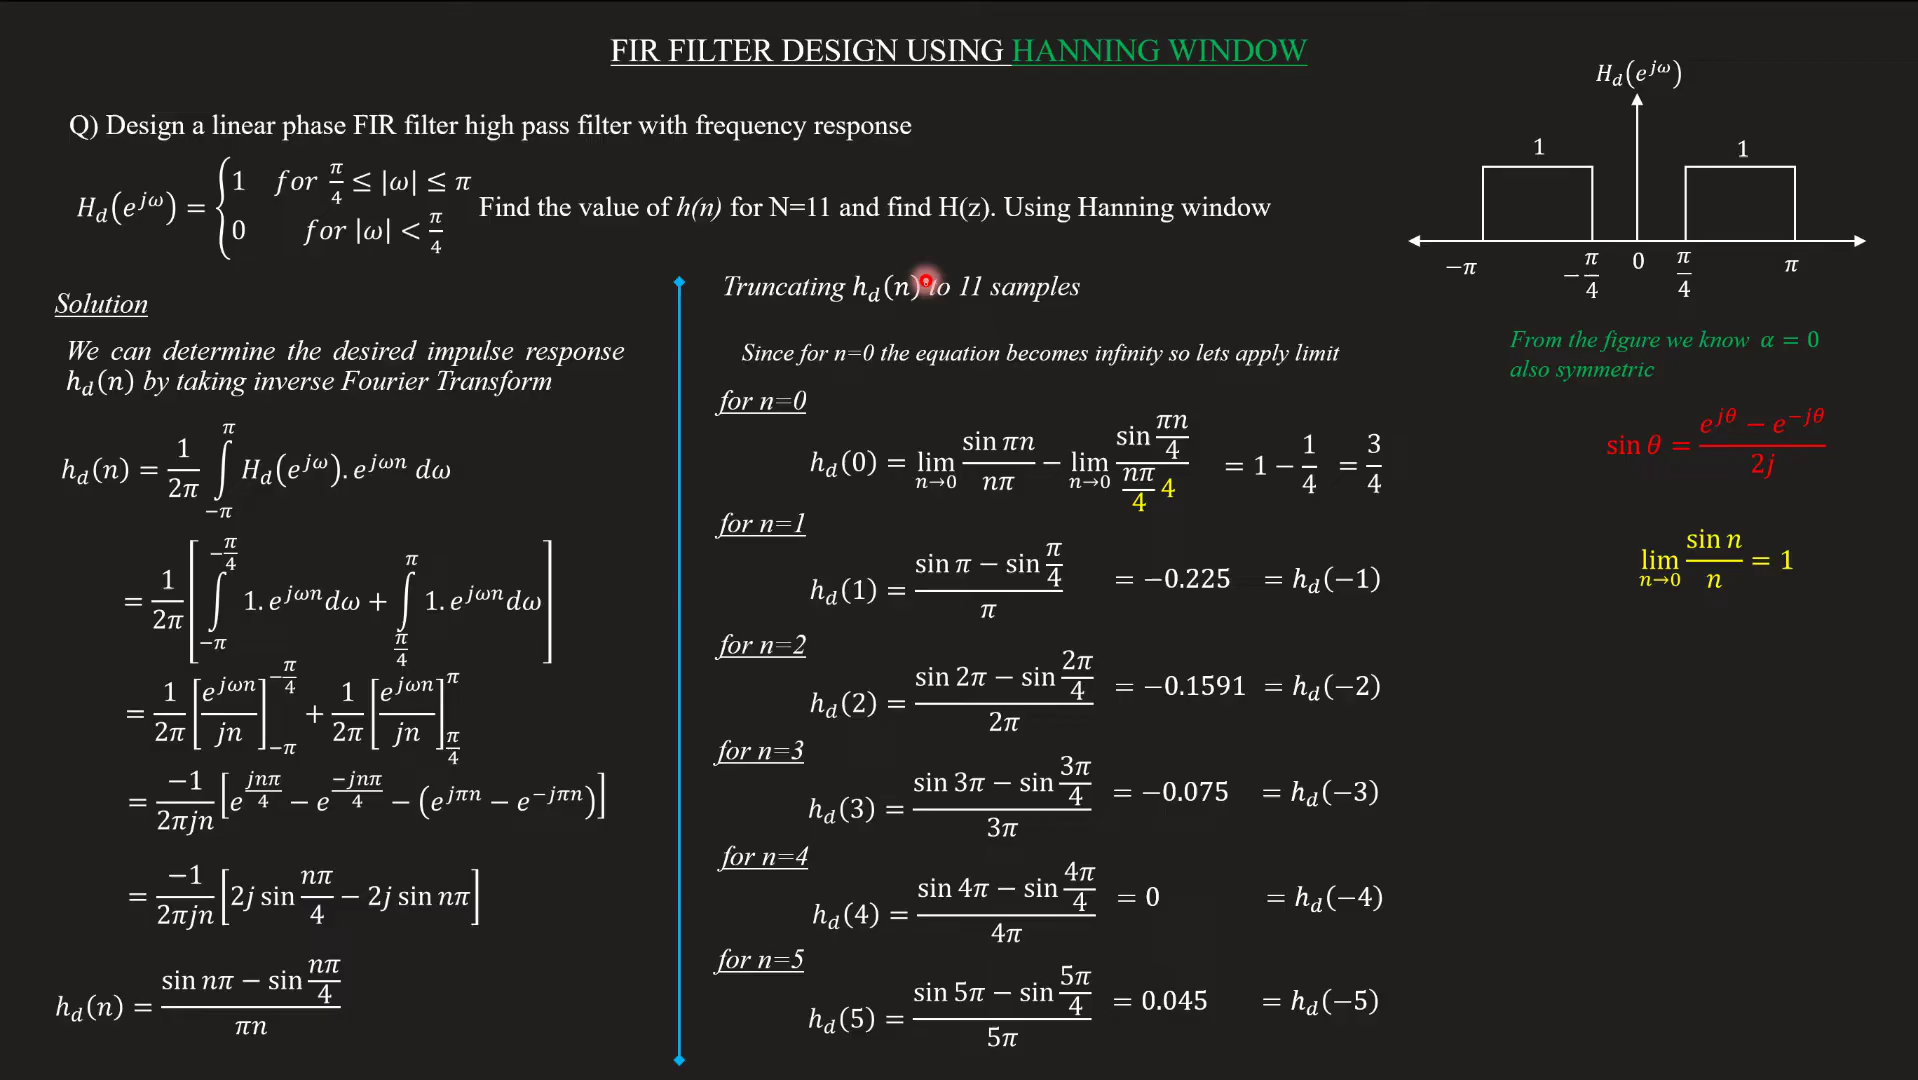 FIR FILTER DESIGN USING HANNING WINDOW
Q) Design a linear phase FIR filter high pass filter with frequency response
H_d(e^{jω}) = { 1 for π/4 ≤ |ω| ≤ π
0 for |ω| < π/4
Find the value of h(n) for N=11 and find H(z). Using Hanning window
H_d(e^{jω})
1 1
−π −π/4 0 π/4 π
Solution
We can determine the desired impulse response
h_d(n) by taking inverse Fourier Transform
h_d(n) = 1/2π ∫_{−π}^{π} H_d(e^{jω}). e^{jωn} dω
= 1/2π [ ∫_{−π}^{−π/4} 1. e^{jωn} dω + ∫_{π/4}^{π} 1. e^{jωn} dω ]
= 1/2π [e^{jωn}/jn]_{−π}^{−π/4} + 1/2π [e^{jωn}/jn]_{π/4}^{π}
= −1/2πjn [e^{jnπ/4} − e^{−jnπ/4} − (e^{jπn} − e^{−jπn})]
= −1/2πjn [2j sin nπ/4 − 2j sin nπ]
h_d(n) = (sin nπ − sin nπ/4)/πn
Truncating h_d(n) to 11 samples
Since for n=0 the equation becomes infinity so lets apply limit
for n=0
h_d(0) = lim_{n→0} sin πn/nπ − lim_{n→0} (sin πn/4)/(nπ/4 4) = 1 − 1/4 = 3/4
for n=1
h_d(1) = (sin π − sin π/4)/π = −0.225 = h_d(−1)
for n=2
h_d(2) = (sin 2π − sin 2π/4)/2π = −0.1591 = h_d(−2)
for n=3
h_d(3) = (sin 3π − sin 3π/4)/3π = −0.075 = h_d(−3)
for n=4
h_d(4) = (sin 4π − sin 4π/4)/4π = 0 = h_d(−4)
for n=5
h_d(5) = (sin 5π − sin 5π/4)/5π = 0.045 = h_d(−5)
From the figure we know α = 0
also symmetric
sin θ = (e^{jθ} − e^{−jθ})/2j
lim_{n→0} sin n/n = 1